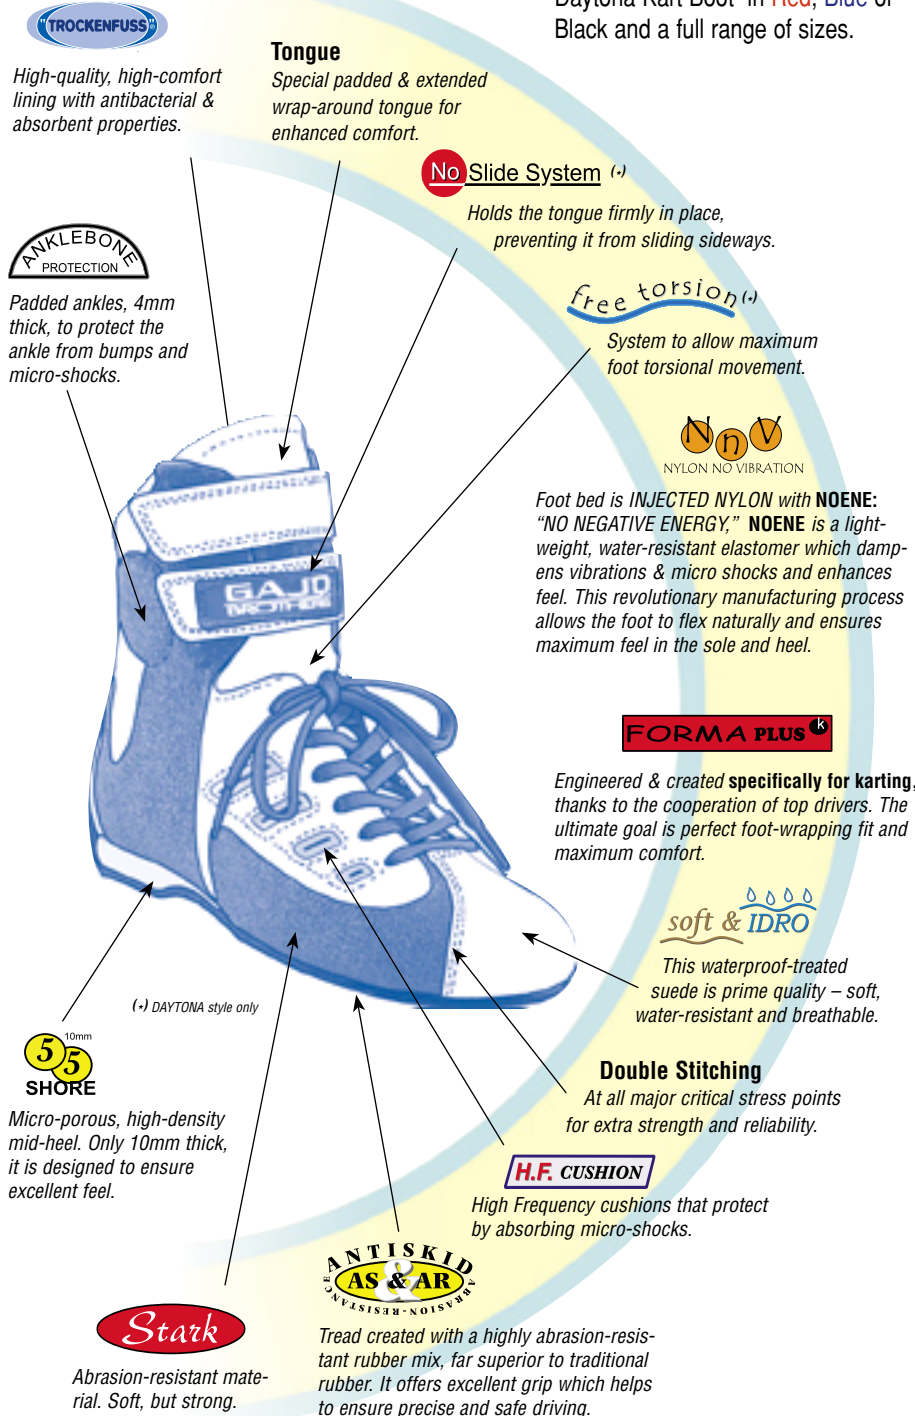 Daytona Kart Boot in Red, Blue or
Black and a full range of sizes.
"TROCKENFUSS"®
High-quality, high-comfort
lining with antibacterial &
absorbent properties.
Tongue
Special padded & extended
wrap-around tongue for
enhanced comfort.
No Slide System (*)
Holds the tongue firmly in place,
preventing it from sliding sideways.
ANKLEBONE
PROTECTION
Padded ankles, 4mm
thick, to protect the
ankle from bumps and
micro-shocks.
free torsion (*)
System to allow maximum
foot torsional movement.
NnV
NYLON NO VIBRATION
Foot bed is INJECTED NYLON with NOENE:
“NO NEGATIVE ENERGY,” NOENE is a light-
weight, water-resistant elastomer which damp-
ens vibrations & micro shocks and enhances
feel. This revolutionary manufacturing process
allows the foot to flex naturally and ensures
maximum feel in the sole and heel.
GAJO
BROTHERS
FORMA PLUS k
Engineered & created specifically for karting,
thanks to the cooperation of top drivers. The
ultimate goal is perfect foot-wrapping fit and
maximum comfort.
soft & IDRO
This waterproof-treated
suede is prime quality – soft,
water-resistant and breathable.
(*) DAYTONA style only
55 10mm
SHORE
Micro-porous, high-density
mid-heel. Only 10mm thick,
it is designed to ensure
excellent feel.
Double Stitching
At all major critical stress points
for extra strength and reliability.
H.F. CUSHION
High Frequency cushions that protect
by absorbing micro-shocks.
ANTISKID
AS & AR
ABRASION-RESISTANCE
Tread created with a highly abrasion-resis-
tant rubber mix, far superior to traditional
rubber. It offers excellent grip which helps
to ensure precise and safe driving.
Stark
Abrasion-resistant mate-
rial. Soft, but strong.